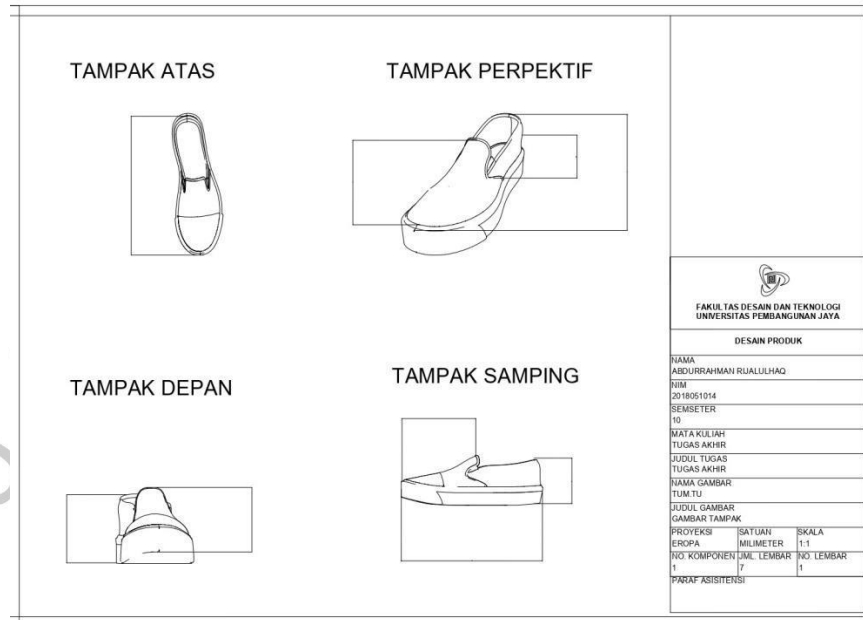 TAMPAK ATAS
TAMPAK PERPEKTIF
TAMPAK DEPAN
TAMPAK SAMPING
FAKULTAS DESAIN DAN TEKNOLOGI
UNIVERSITAS PEMBANGUNAN JAYA
DESAIN PRODUK
NAMA
ABDURRAHMAN RIJALULHAQ
NIM
2018051014
SEMSETER
10
MATA KULIAH
TUGAS AKHIR
JUDUL TUGAS
TUGAS AKHIR
NAMA GAMBAR
TUM.TU
JUDUL GAMBAR
GAMBAR TAMPAK
PROYEKSI SATUAN SKALA
EROPA MILIMETER 1:1
NO. KOMPONEN JML. LEMBAR NO. LEMBAR
1 7 1
PARAF ASISITENSI